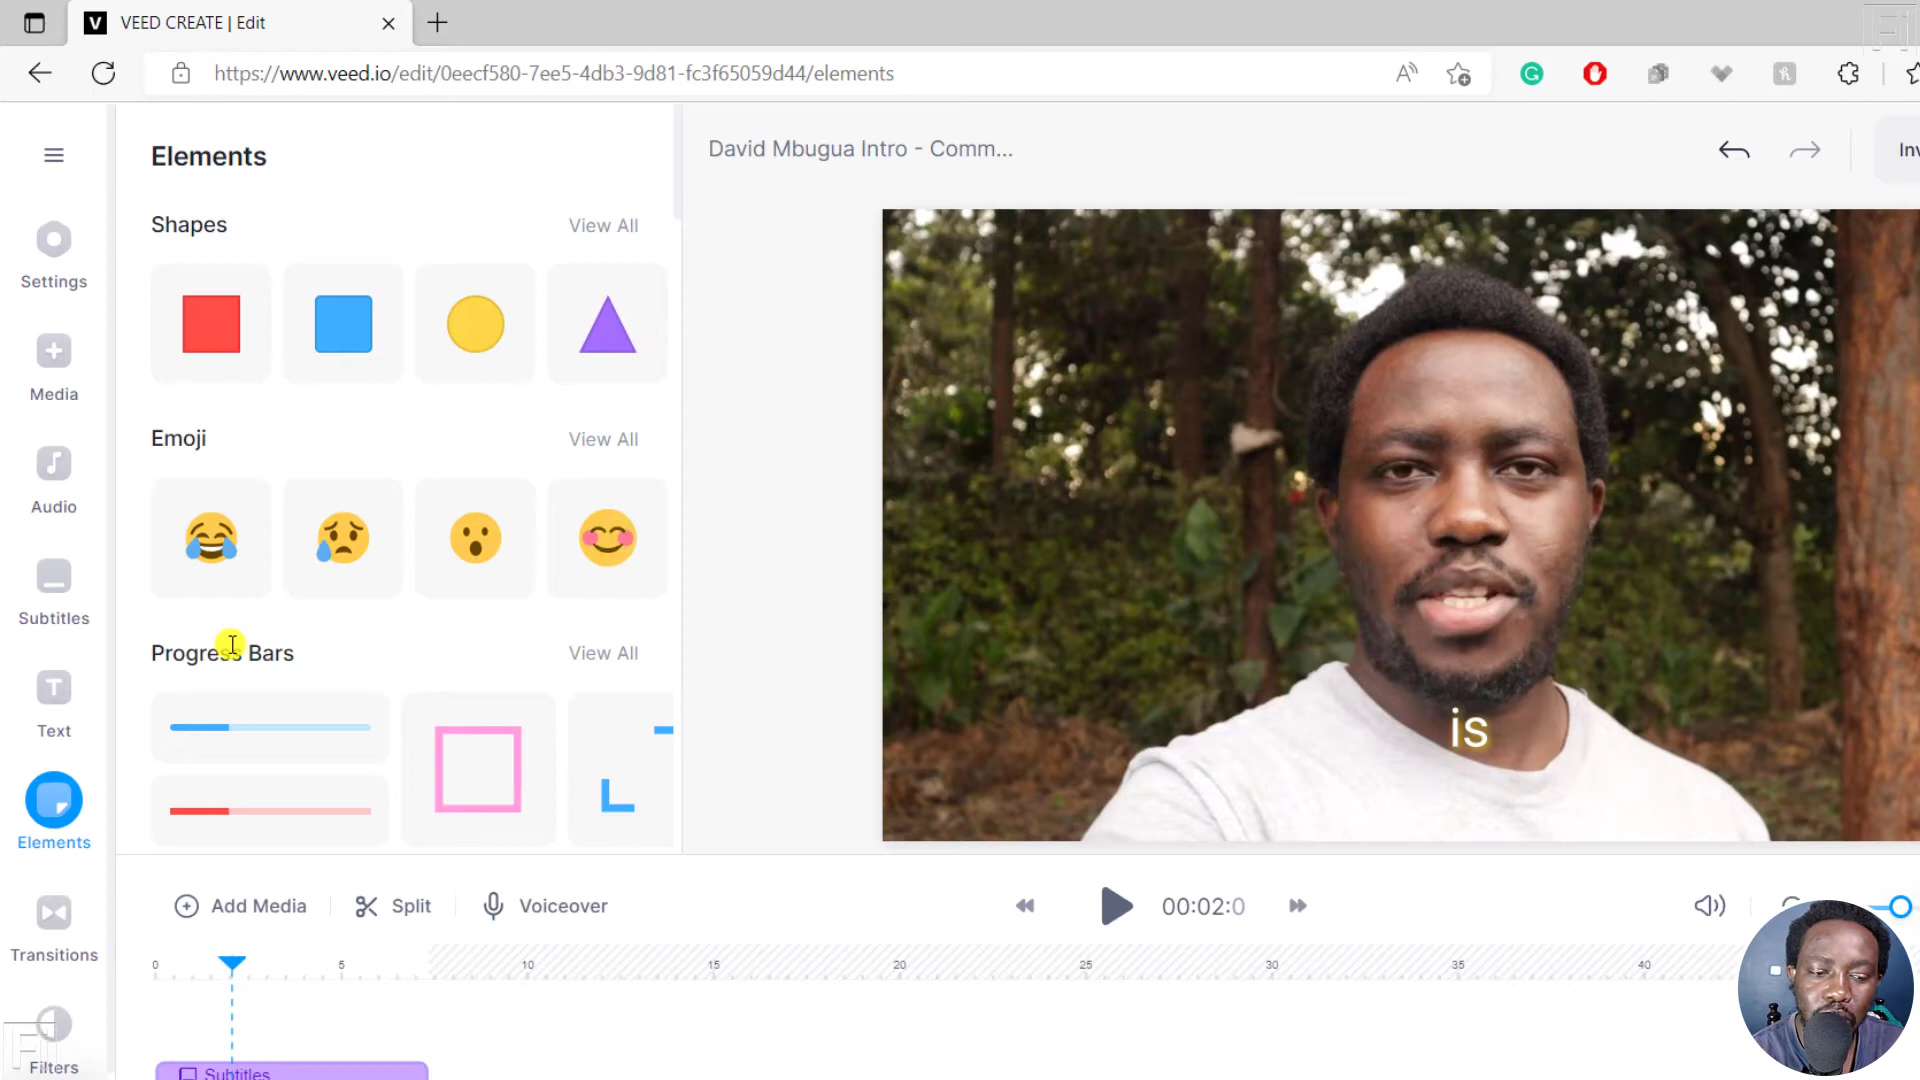 V VEED CREATE | Edit
https://www.veed.io/edit/0eecf580-7ee5-4db3-9d81-fc3f65059d44/elements
Elements
David Mbugua Intro - Comm...
Inv
Shapes View All
Settings
Media
Emoji View All
Audio
Subtitles
Progress Bars View All
Text
is
Elements
Add Media Split Voiceover 00:02:0
Transitions
0 5 10 15 20 25 30 35 40
Filters
Subtitles